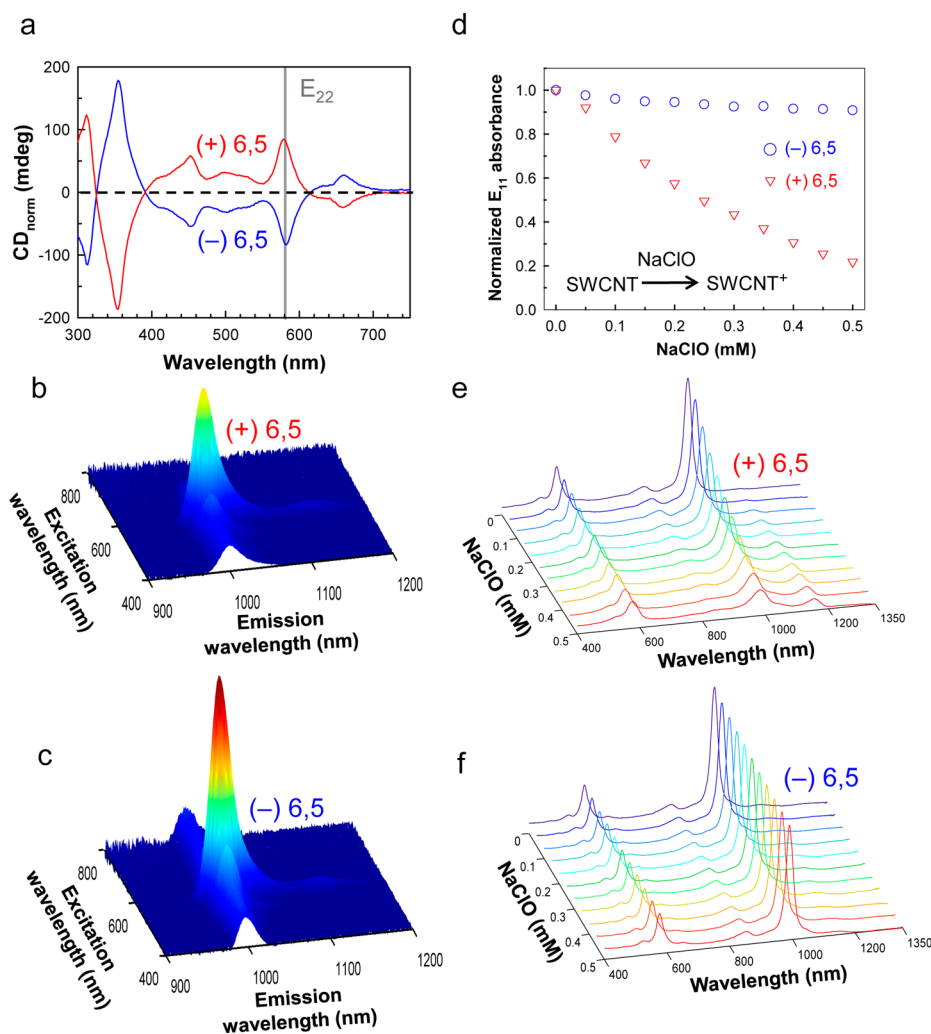 a
200
100
0
-100
-200
CD_norm (mdeg)
E_22
(+) 6,5
(–) 6,5
300 400 500 600 700
Wavelength (nm)
d
1.0
0.8
0.6
0.4
0.2
0
Normalized E_11 absorbance
(–) 6,5
(+) 6,5
NaClO
SWCNT
SWCNT⁺
0.0 0.1 0.2 0.3 0.4 0.5
NaClO (mM)
b
(+) 6,5
800
600
400
Excitation
wavelength (nm)
900
1000
1100
1200
Emission
wavelength (nm)
e
(+) 6,5
0
0.1
0.2
0.3
0.4
0.5
NaClO (mM)
400
600
800
1000
1200
1350
Wavelength (nm)
c
(–) 6,5
800
600
400
Excitation
wavelength (nm)
900
1000
1100
1200
Emission
wavelength (nm)
f
(–) 6,5
0
0.1
0.2
0.3
0.4
0.5
NaClO (mM)
400
600
800
1000
1200
1350
Wavelength (nm)